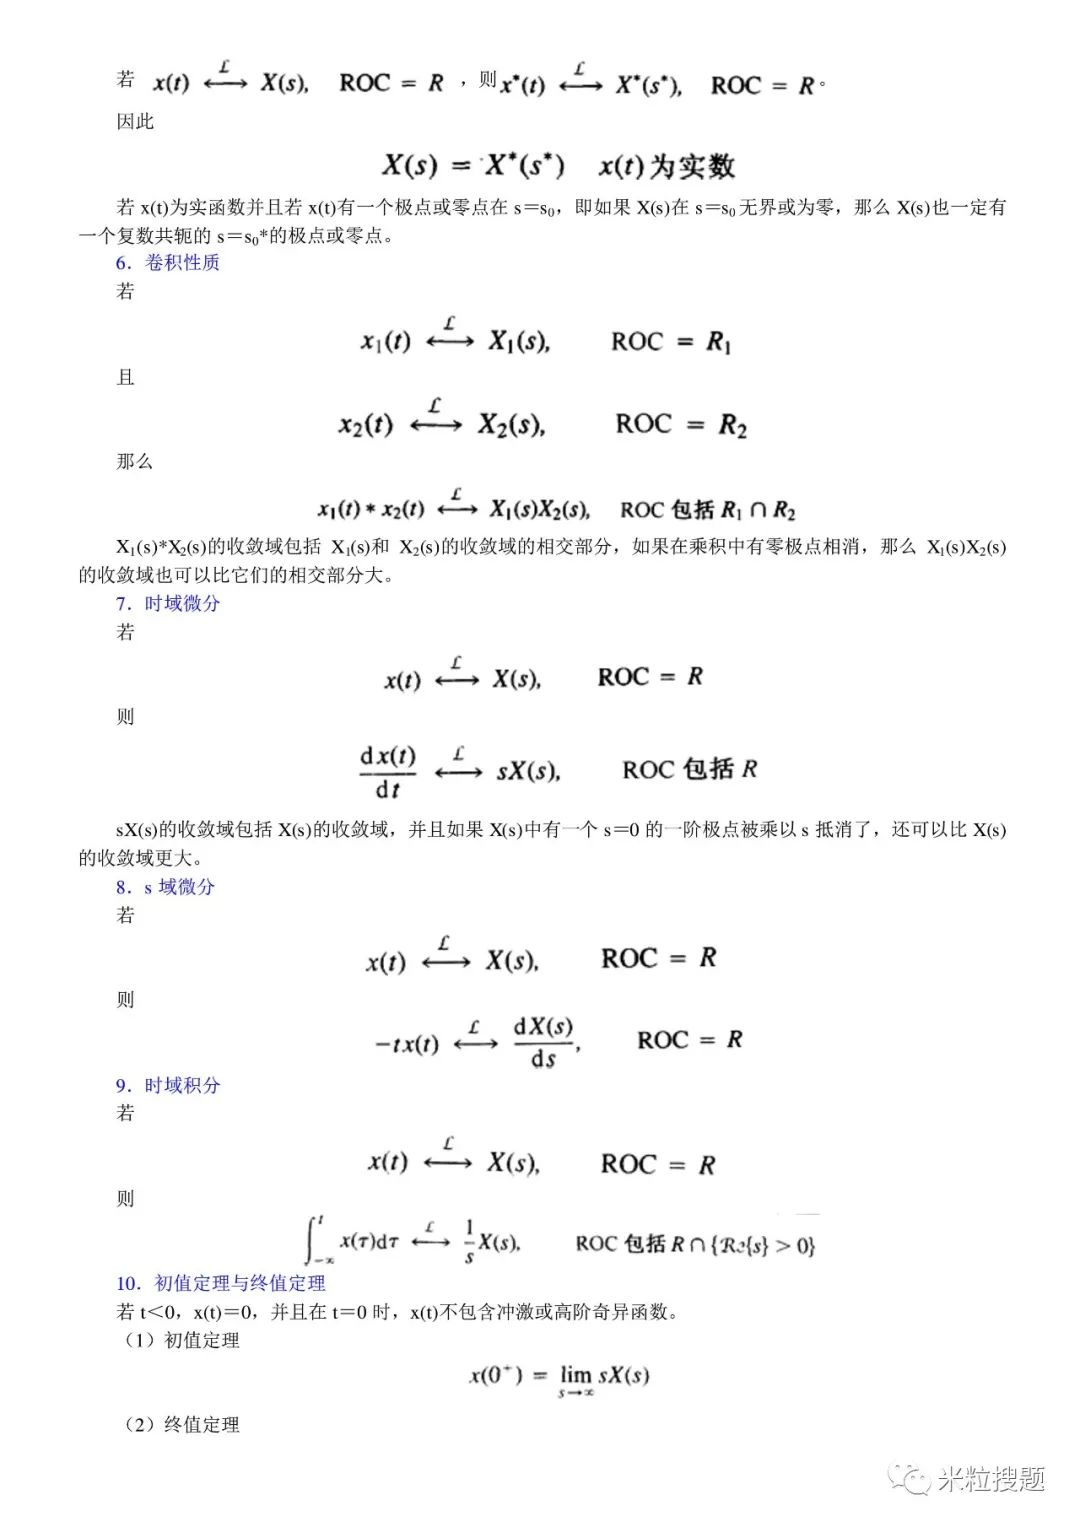 若 x(t) ←ℒ→ X(s), ROC = R ，则 x*(t) ←ℒ→ X*(s*), ROC = R。
因此
X(s) = X*(s*) x(t)为实数
若 x(t)为实函数并且若 x(t)有一个极点或零点在 s＝s₀，即如果 X(s)在 s＝s₀ 无界或为零，那么 X(s)也一定有
一个复数共轭的 s＝s₀*的极点或零点。
6．卷积性质
若
x₁(t) ←ℒ→ X₁(s), ROC = R₁
且
x₂(t) ←ℒ→ X₂(s), ROC = R₂
那么
x₁(t) * x₂(t) ←ℒ→ X₁(s)X₂(s), ROC 包括 R₁ ∩ R₂
X₁(s)*X₂(s)的收敛域包括 X₁(s)和 X₂(s)的收敛域的相交部分，如果在乘积中有零极点相消，那么 X₁(s)X₂(s)
的收敛域也可以比它们的相交部分大。
7．时域微分
若
x(t) ←ℒ→ X(s), ROC = R
则
dx(t)/dt ←ℒ→ sX(s), ROC 包括 R
sX(s)的收敛域包括 X(s)的收敛域，并且如果 X(s)中有一个 s＝0 的一阶极点被乘以 s 抵消了，还可以比 X(s)
的收敛域更大。
8．s 域微分
若
x(t) ←ℒ→ X(s), ROC = R
则
−tx(t) ←ℒ→ dX(s)/ds, ROC = R
9．时域积分
若
x(t) ←ℒ→ X(s), ROC = R
则
∫_{−∞}^{t} x(τ)dτ ←ℒ→ 1/s X(s), ROC 包括 R ∩ {ℛe{s} > 0}
10．初值定理与终值定理
若 t＜0，x(t)＝0，并且在 t＝0 时，x(t)不包含冲激或高阶奇异函数。
（1）初值定理
x(0⁺) = lim_{s→∞} sX(s)
（2）终值定理
米粒搜题